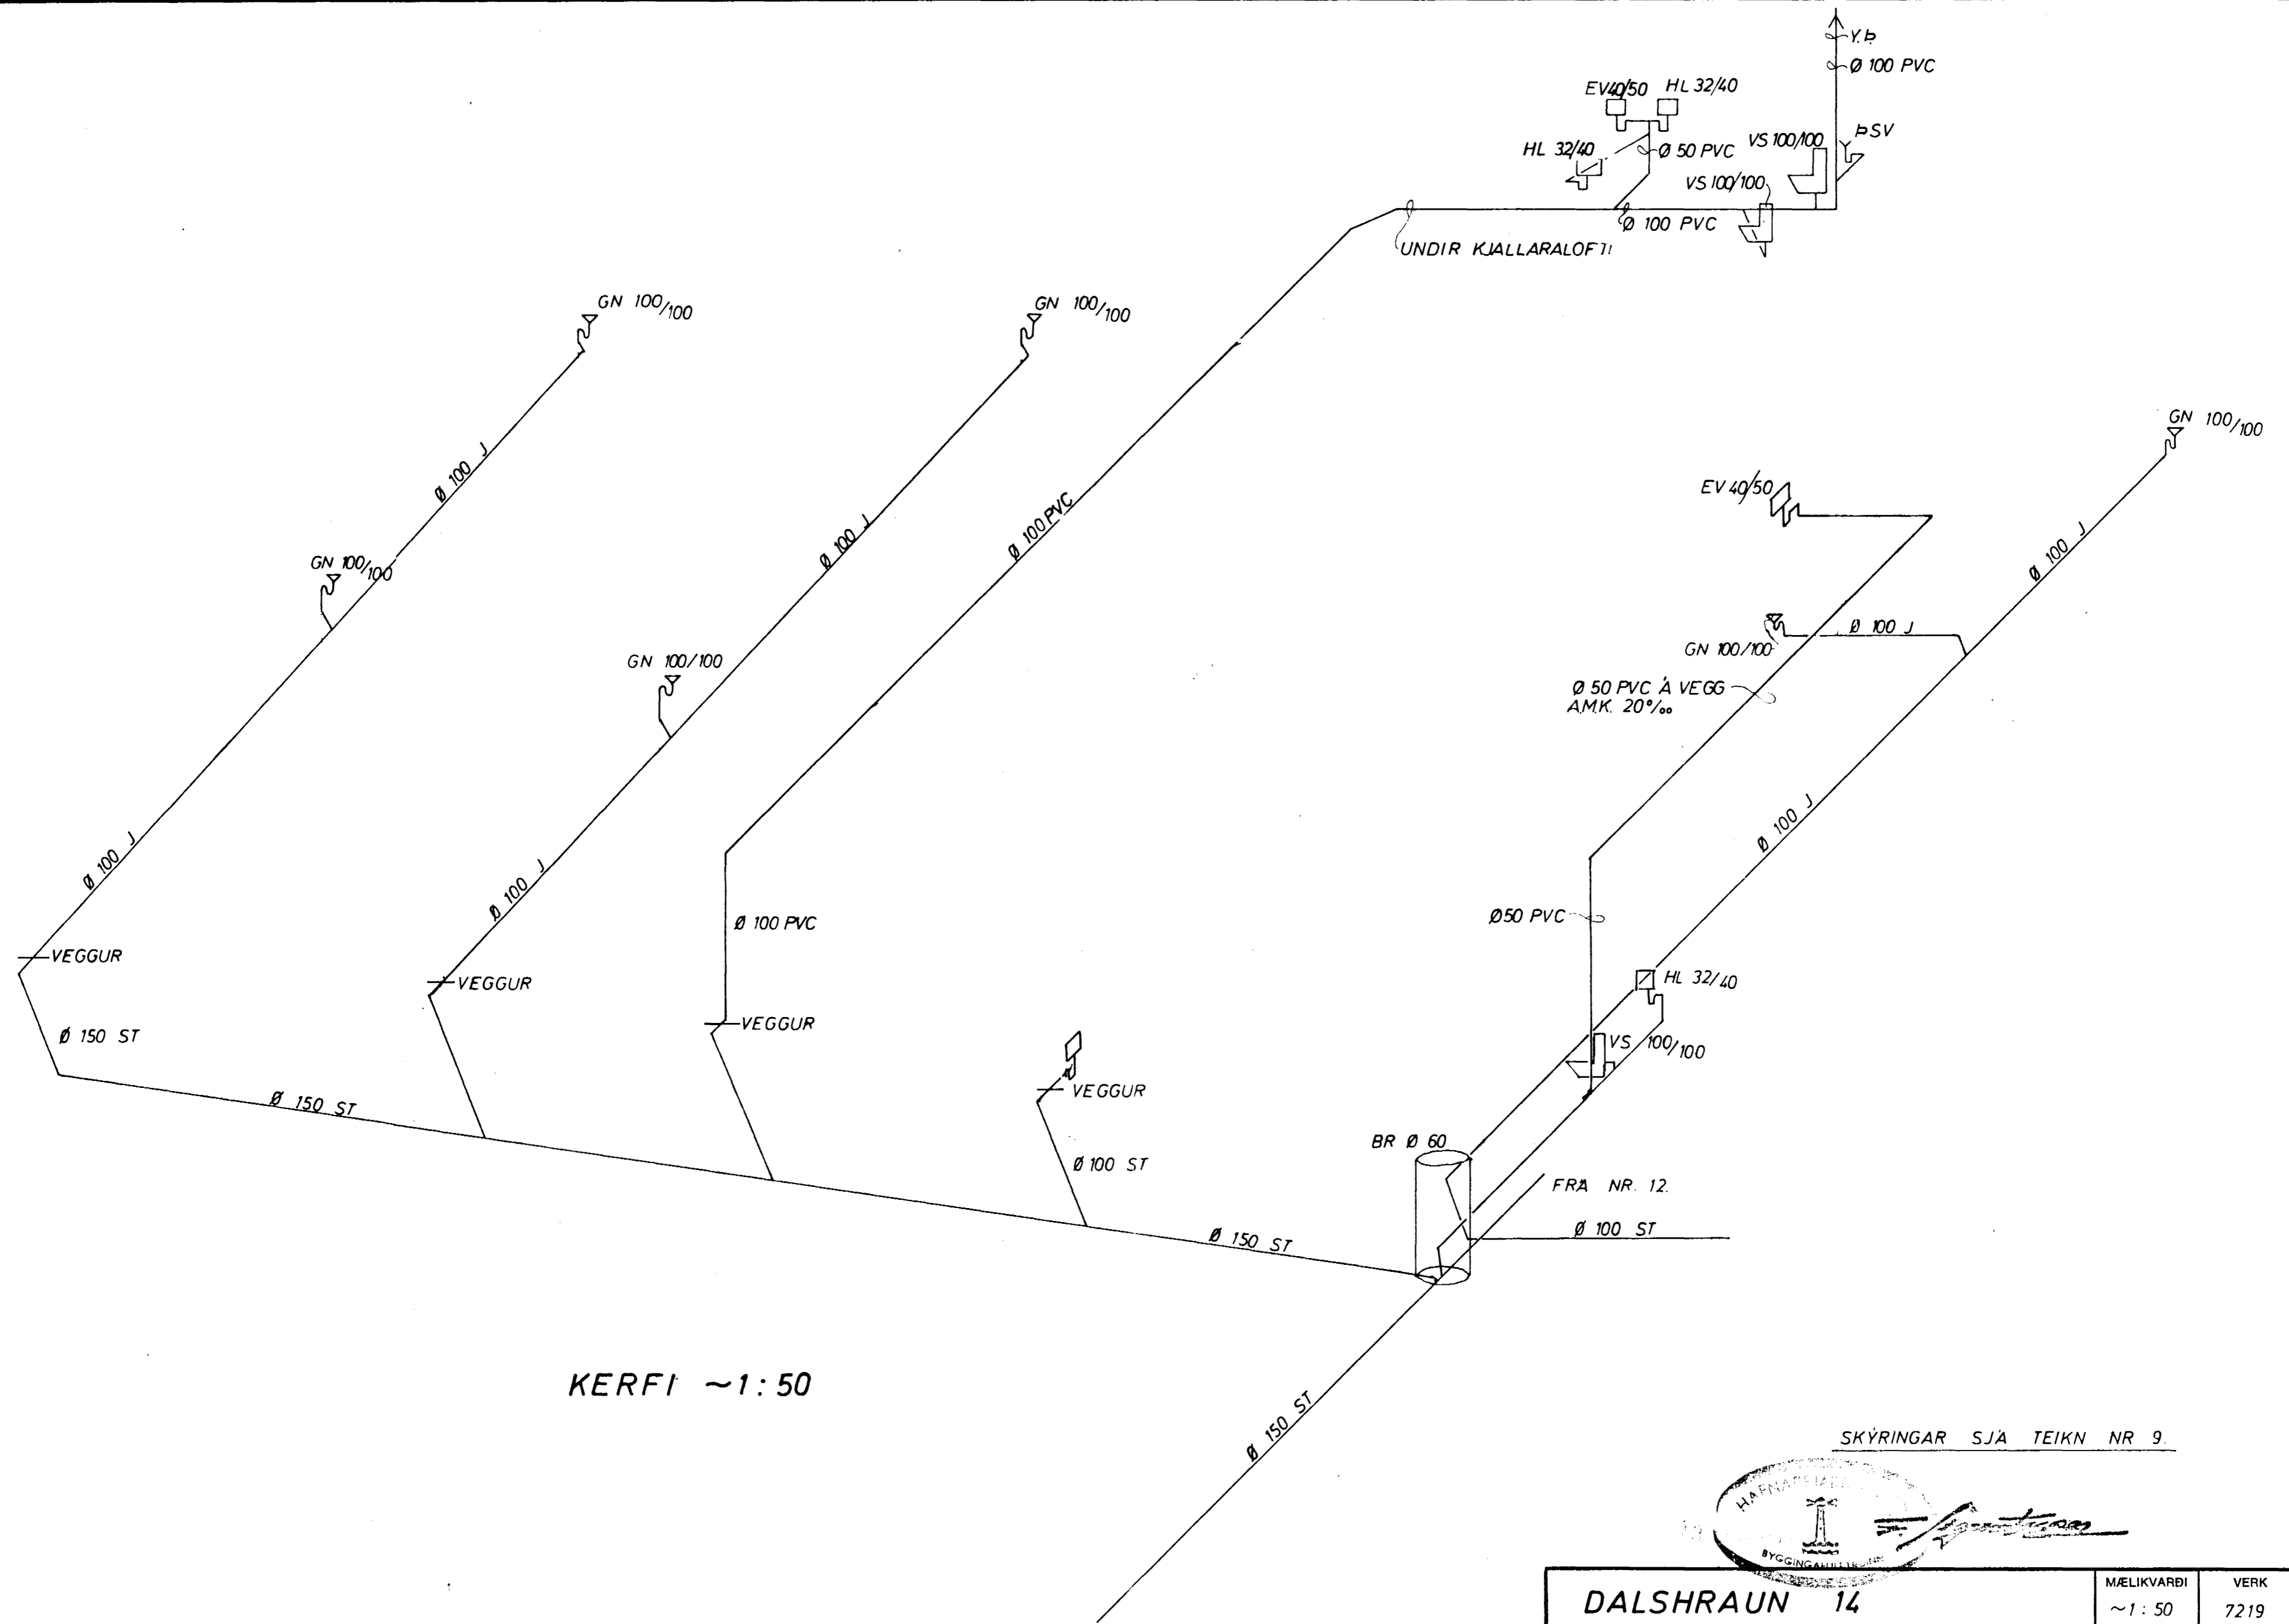 Y.Þ
Ø 100 PVC
EV40/50 HL 32/40
HL 32/40
Ø 50 PVC
VS 100/100
ÞSV
VS 100/100
Ø 100 PVC
UNDIR KJALLARALOFTI
GN 100/100
GN 100/100
GN 100/100
Ø 100 J
Ø 100 J
Ø 100 PVC
EV 40/50
Ø 100 J
GN 100/100
GN 100/100
Ø 100 J
GN 100/100
Ø 50 PVC Á VEGG
A.M.K. 20‰
Ø 100 J
Ø 100 J
Ø 100 J
Ø 100 PVC
Ø50 PVC
VEGGUR
VEGGUR
VEGGUR
HL 32/40
Ø 150 ST
VS 100/100
VEGGUR
Ø 150 ST
BR Ø 60
Ø 100 ST
FRÁ NR. 12.
Ø 100 ST
Ø 150 ST
KERFI ~1:50
Ø 150 ST
SKÝRINGAR SJÁ TEIKN NR 9.
BYGGINGAFULLTRÚINN
DALSHRAUN 14
MÆLIKVARÐI
~1:50
VERK
7219